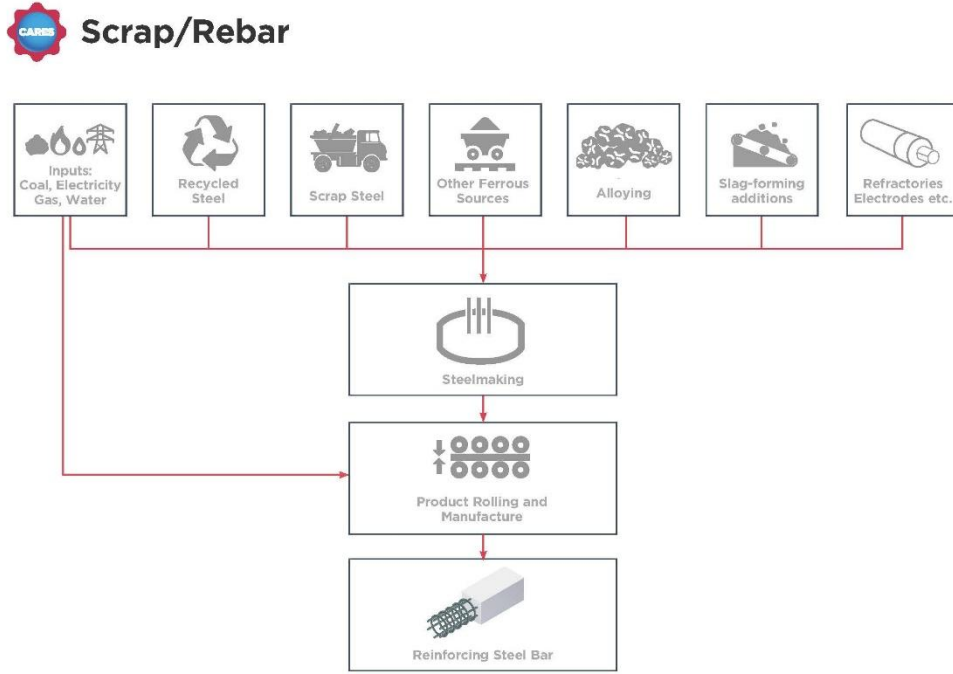 CARES
Scrap/Rebar
Inputs:
Coal, Electricity
Gas, Water
Recycled
Steel
Scrap Steel
Other Ferrous
Sources
Alloying
Slag-forming
additions
Refractories
Electrodes etc.
Steelmaking
Product Rolling and
Manufacture
Reinforcing Steel Bar